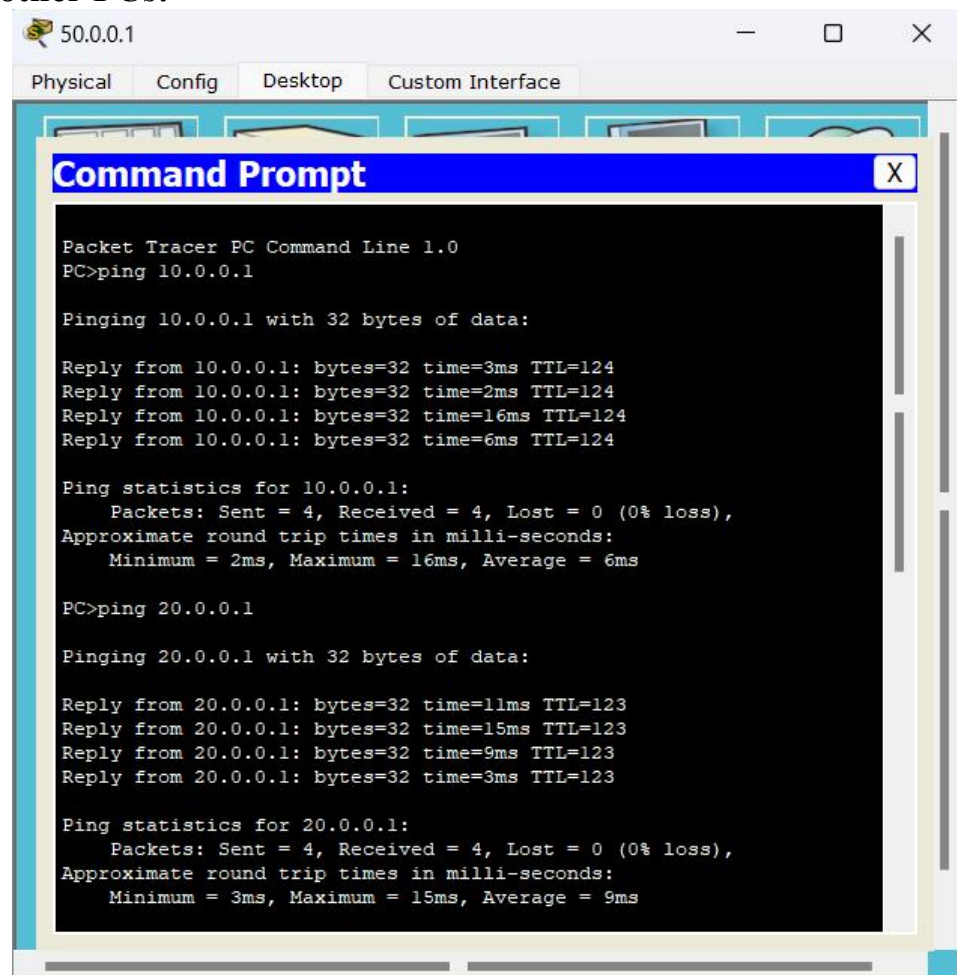 other PCs.
50.0.0.1
Physical Config Desktop Custom Interface
Command Prompt X
Packet Tracer PC Command Line 1.0
PC>ping 10.0.0.1
Pinging 10.0.0.1 with 32 bytes of data:
Reply from 10.0.0.1: bytes=32 time=3ms TTL=124
Reply from 10.0.0.1: bytes=32 time=2ms TTL=124
Reply from 10.0.0.1: bytes=32 time=16ms TTL=124
Reply from 10.0.0.1: bytes=32 time=6ms TTL=124
Ping statistics for 10.0.0.1:
Packets: Sent = 4, Received = 4, Lost = 0 (0% loss),
Approximate round trip times in milli-seconds:
Minimum = 2ms, Maximum = 16ms, Average = 6ms
PC>ping 20.0.0.1
Pinging 20.0.0.1 with 32 bytes of data:
Reply from 20.0.0.1: bytes=32 time=11ms TTL=123
Reply from 20.0.0.1: bytes=32 time=15ms TTL=123
Reply from 20.0.0.1: bytes=32 time=9ms TTL=123
Reply from 20.0.0.1: bytes=32 time=3ms TTL=123
Ping statistics for 20.0.0.1:
Packets: Sent = 4, Received = 4, Lost = 0 (0% loss),
Approximate round trip times in milli-seconds:
Minimum = 3ms, Maximum = 15ms, Average = 9ms